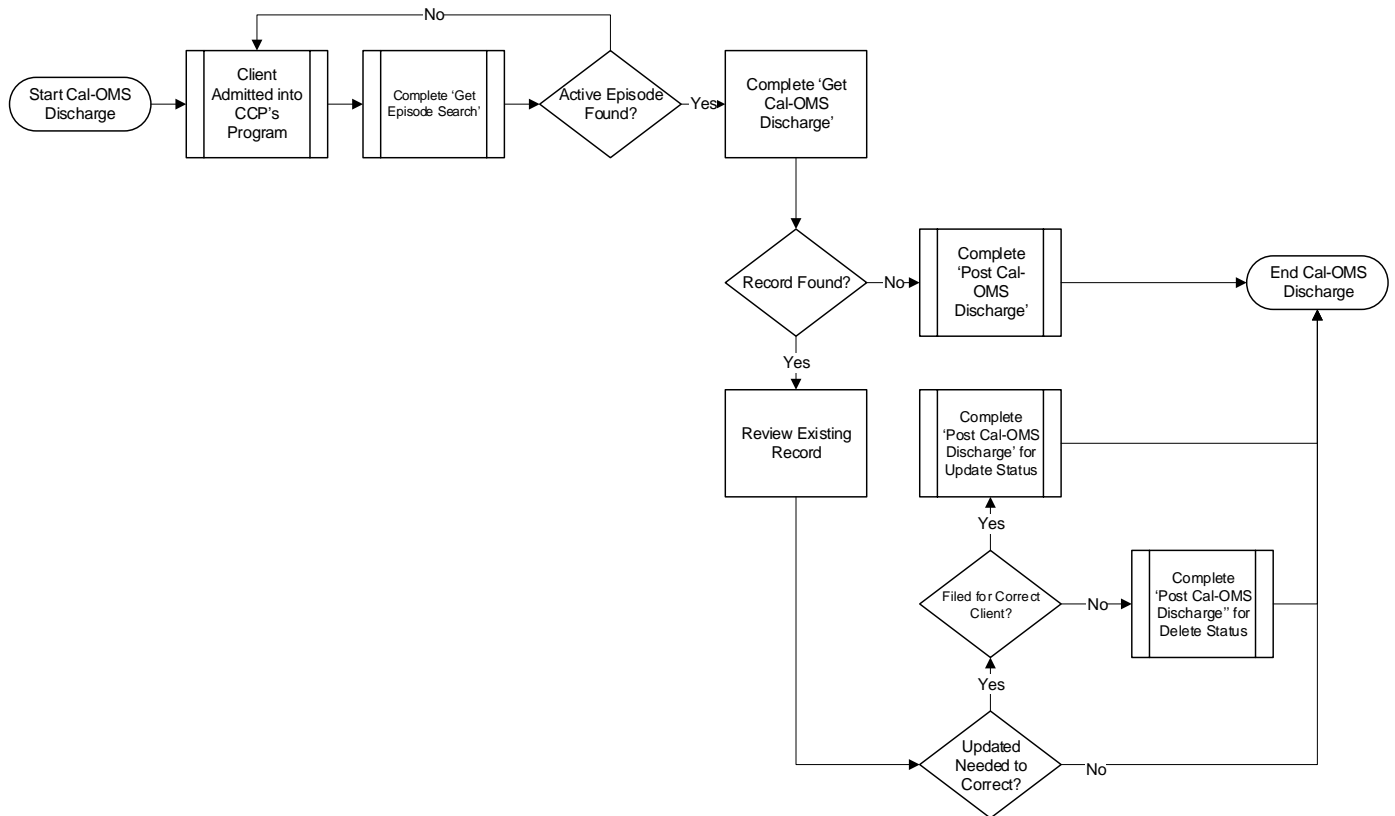 No
Start Cal-OMS
Discharge
Client
Admitted into
CCP's
Program
Complete ‘Get
Episode Search’
Active Episode
Found?
Yes
Complete ‘Get
Cal-OMS
Discharge’
Record Found?
No
Complete
‘Post Cal-
OMS
Discharge’
End Cal-OMS
Discharge
Yes
Review Existing
Record
Complete
‘Post Cal-OMS
Discharge’ for
Update Status
Yes
Filed for Correct
Client?
No
Complete
‘Post Cal-OMS
Discharge’’ for
Delete Status
Yes
Updated
Needed to
Correct?
No